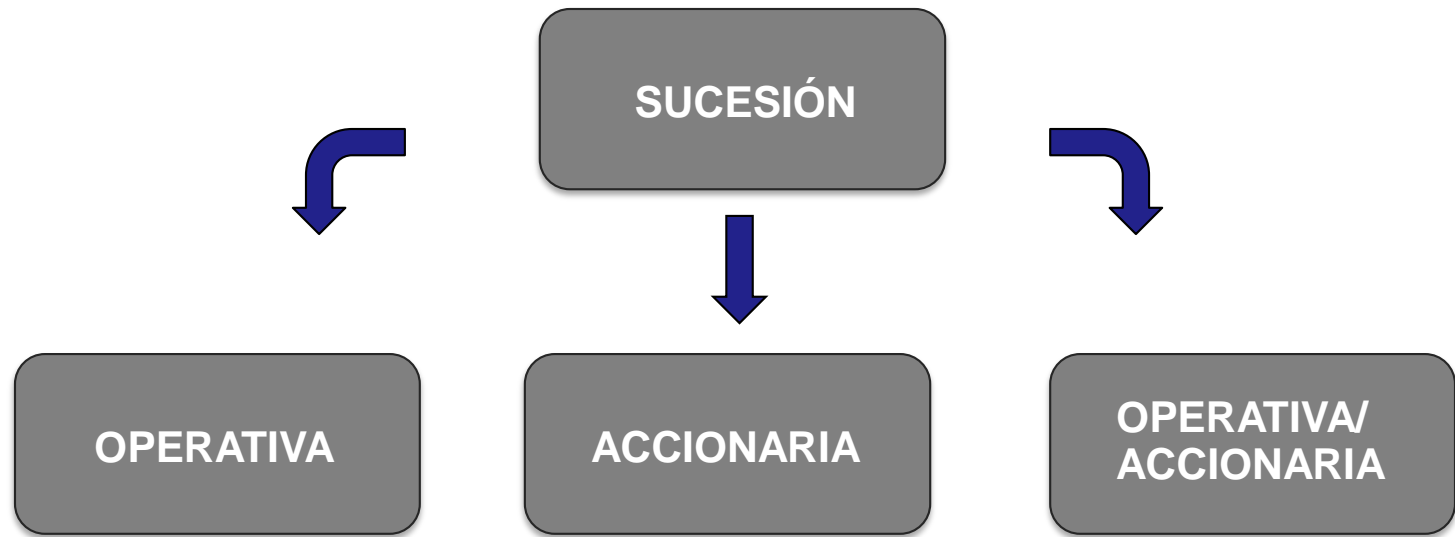 SUCESIÓN
OPERATIVA
ACCIONARIA
OPERATIVA/
ACCIONARIA